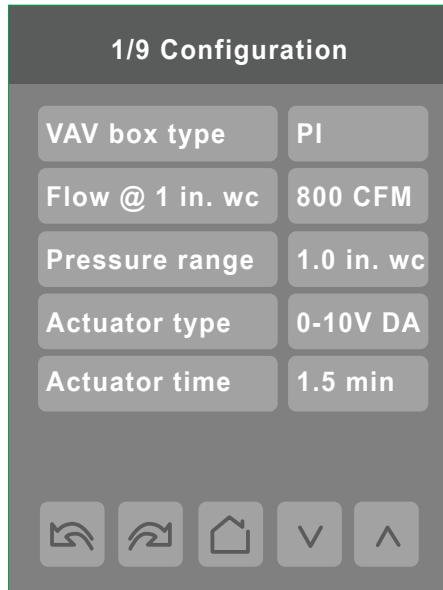 1/9 Configuration
VAV box type PI
Flow @ 1 in. wc 800 CFM
Pressure range 1.0 in. wc
Actuator type 0-10V DA
Actuator time 1.5 min